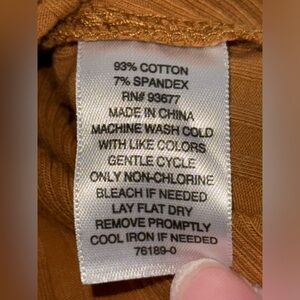 93% COTTON
7% SPANDEX
RN# 93677
MADE IN CHINA
MACHINE WASH COLD
WITH LIKE COLORS
GENTLE CYCLE
ONLY NON-CHLORINE
BLEACH IF NEEDED
LAY FLAT DRY
REMOVE PROMPTLY
COOL IRON IF NEEDED
76189-0